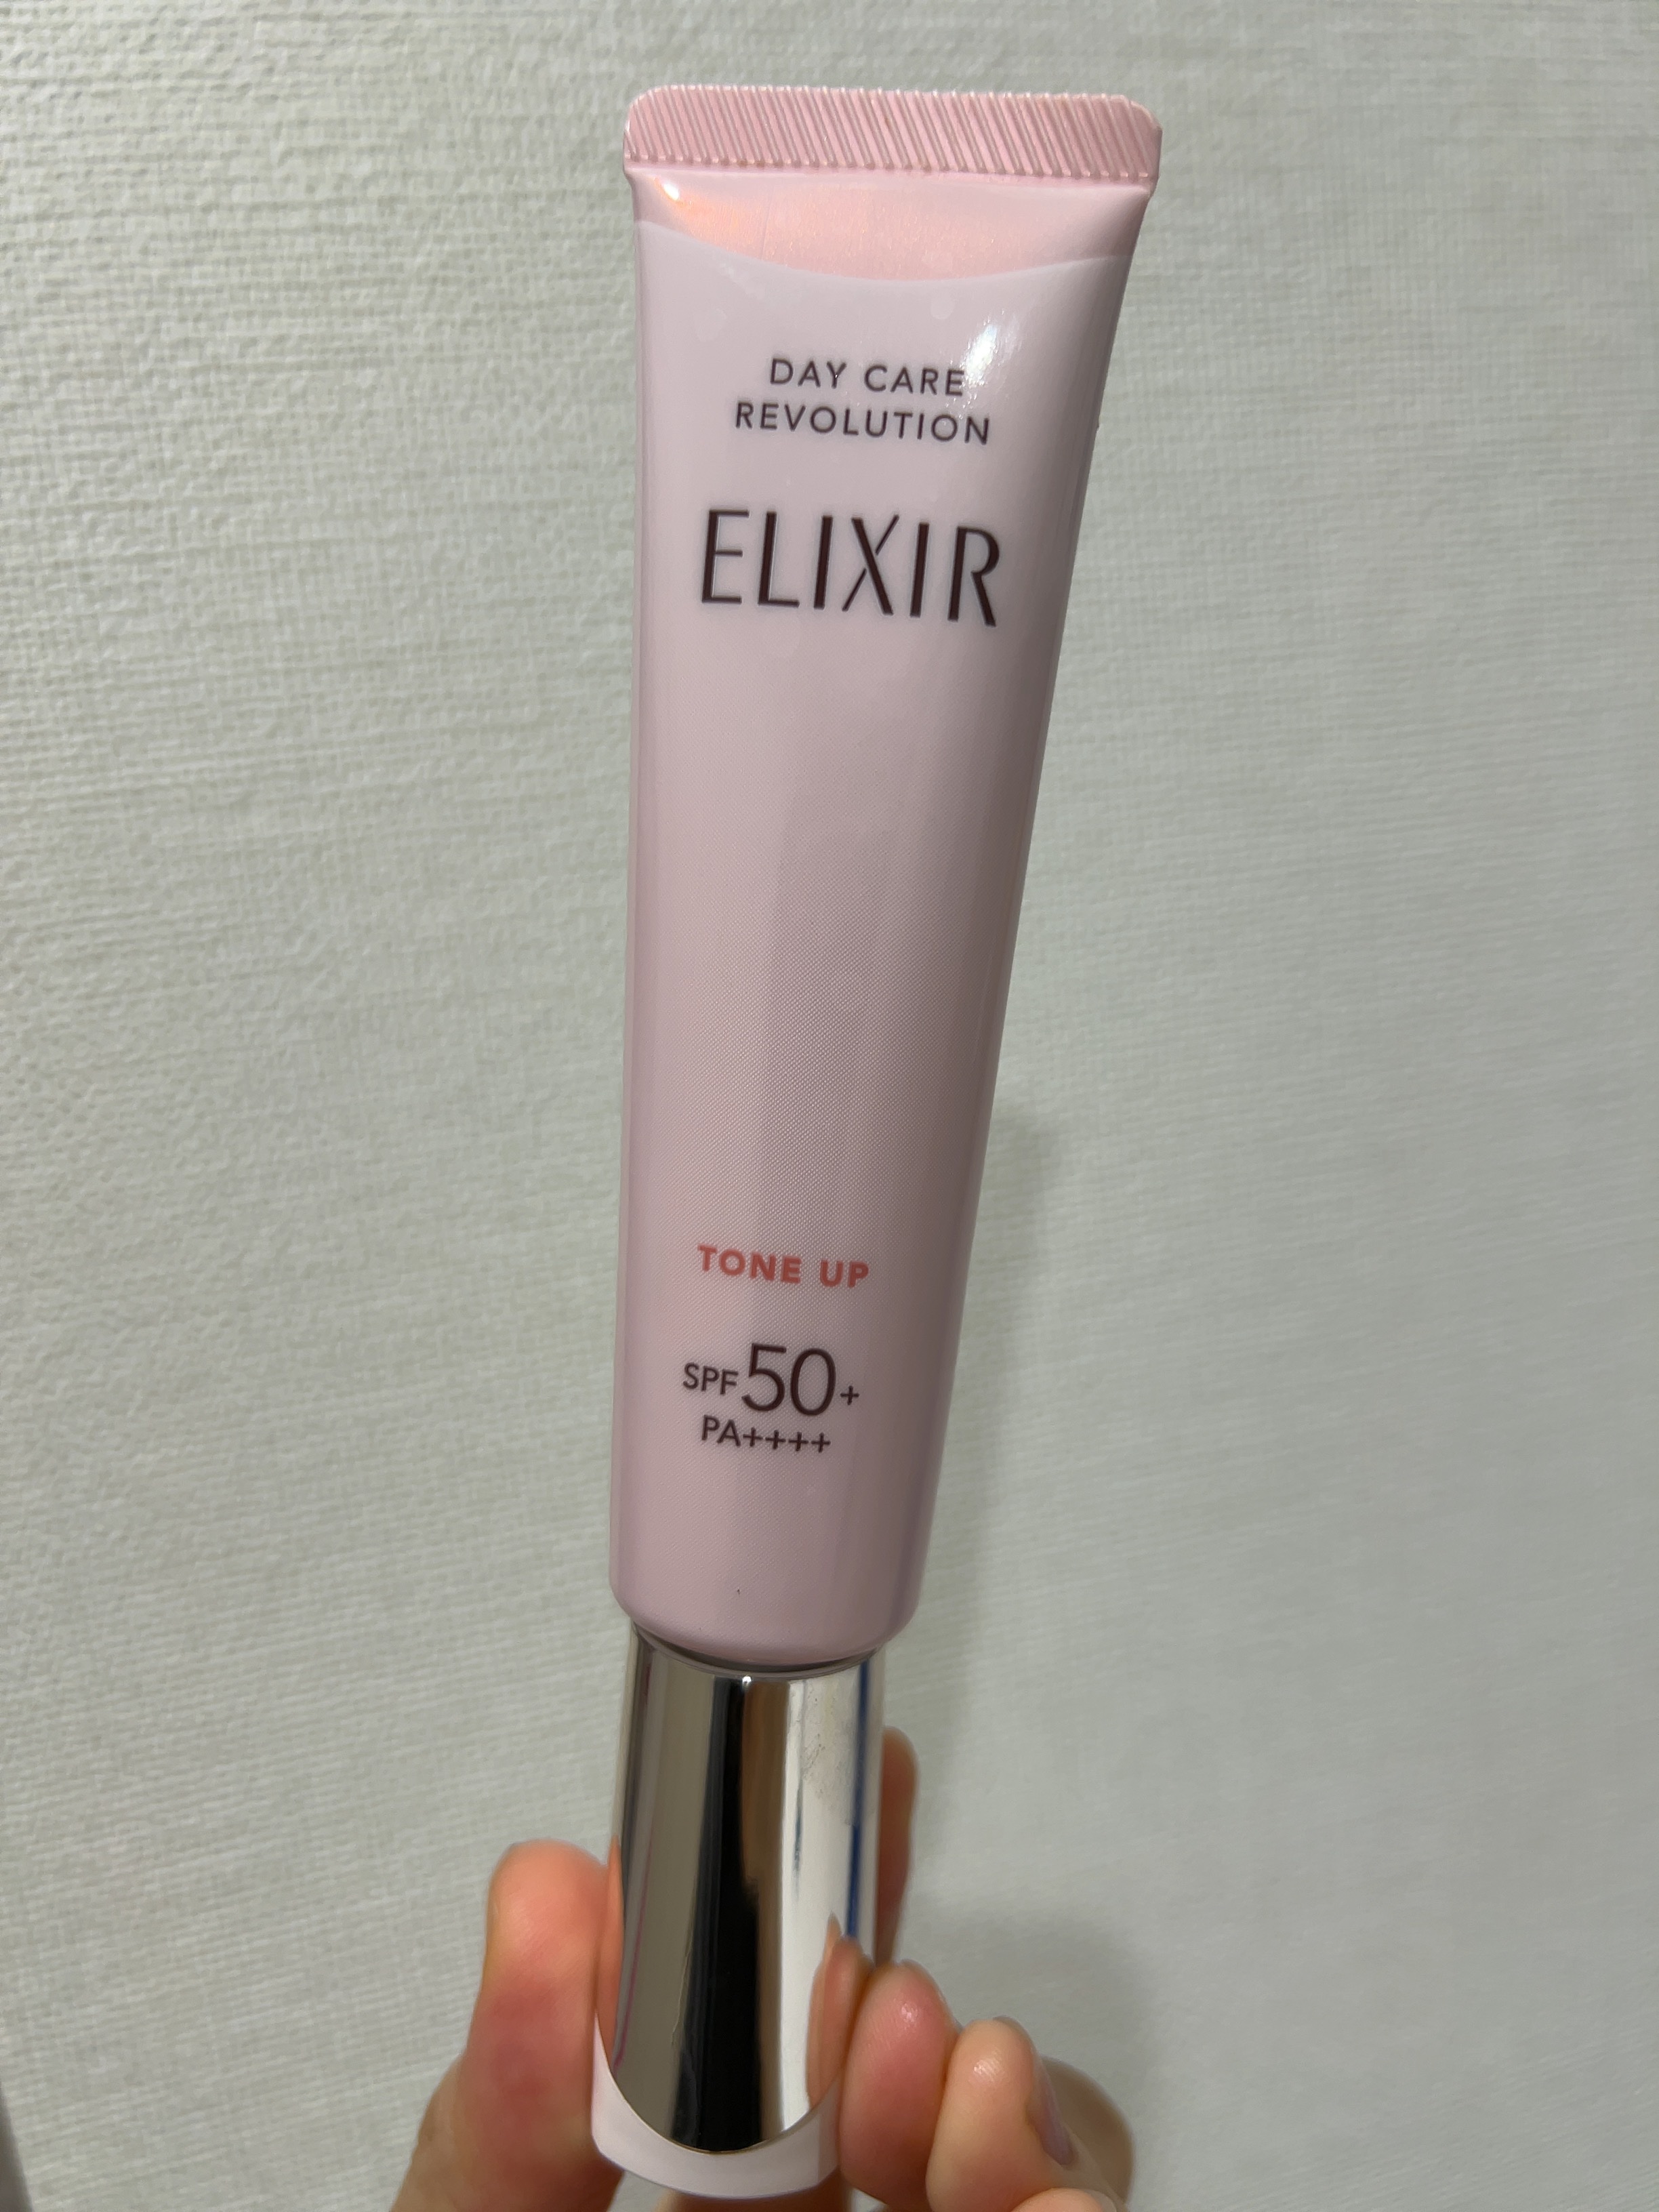 DAY CARE
REVOLUTION
ELIXIR
TONE UP
SPF50+
PA++++